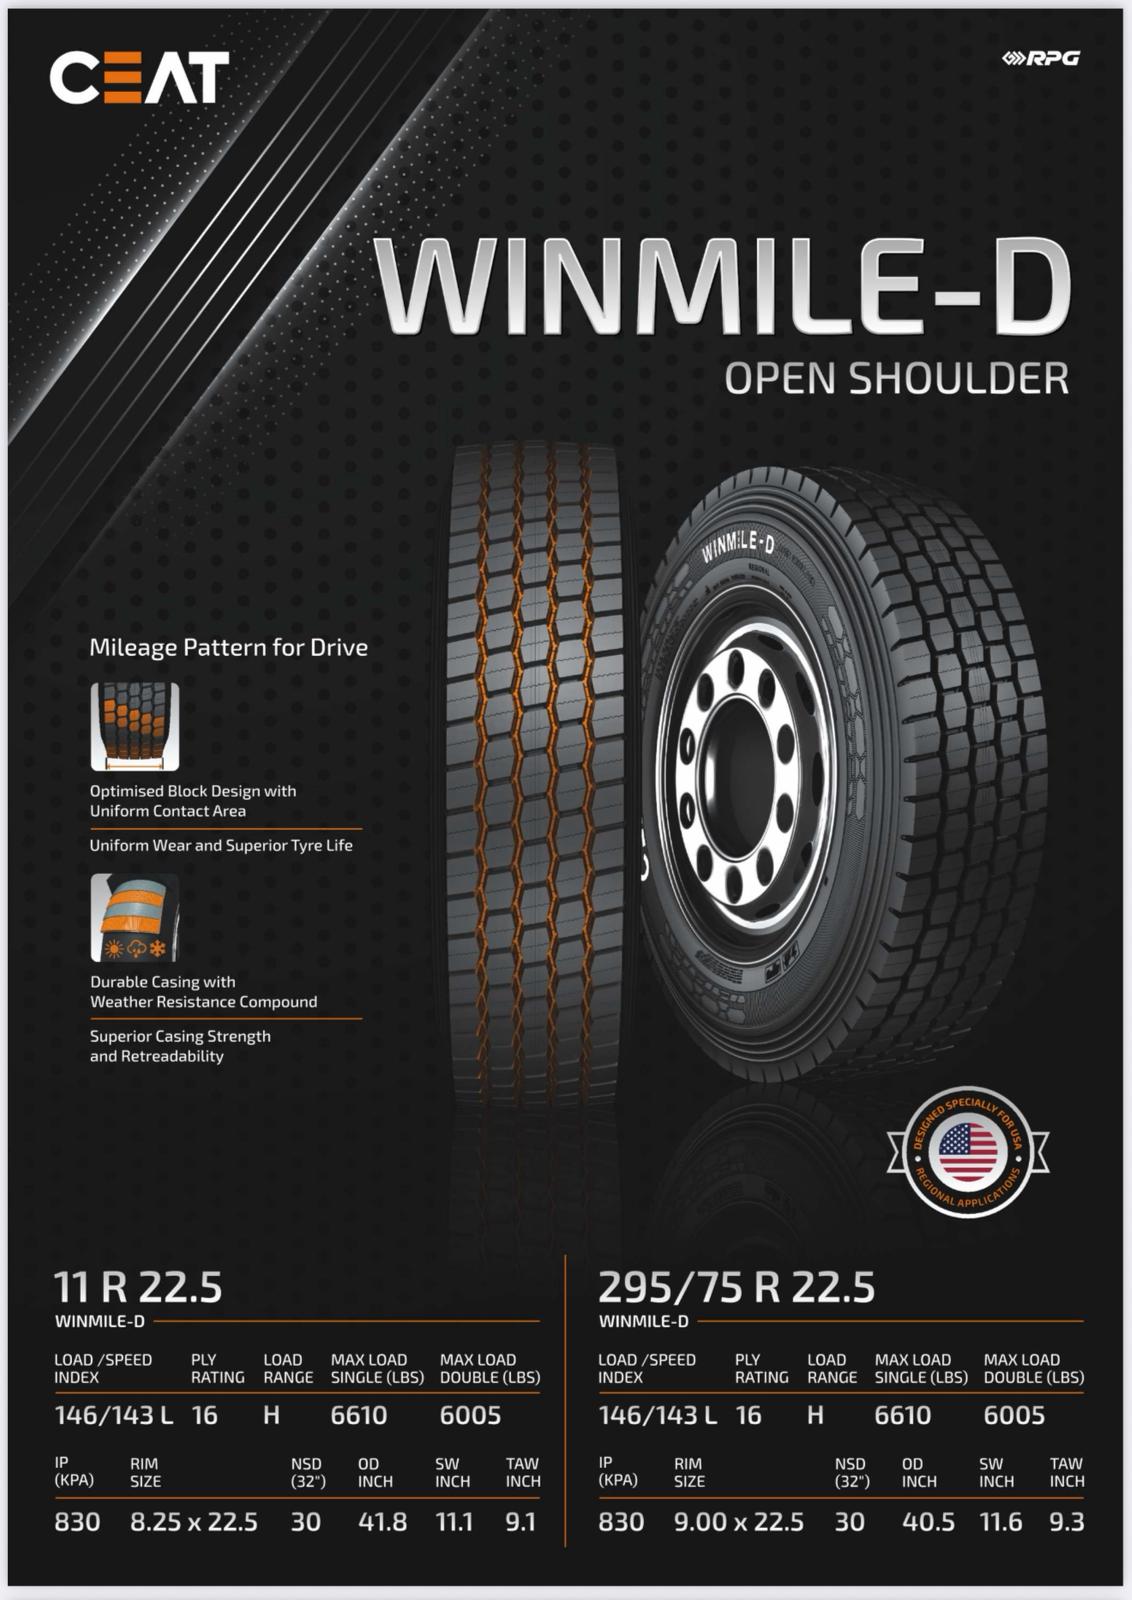 CEAT
RPG
WINMILE-D
OPEN SHOULDER
WINMILE-D
REGIONAL
Mileage Pattern for Drive
Optimised Block Design with
Uniform Contact Area
Uniform Wear and Superior Tyre Life
Durable Casing with
Weather Resistance Compound
Superior Casing Strength
and Retreadability
DESIGNED SPECIALLY FOR USA
REGIONAL APPLICATIONS
11 R 22.5
WINMILE-D
LOAD /SPEED INDEX PLY RATING LOAD RANGE MAX LOAD SINGLE (LBS) MAX LOAD DOUBLE (LBS)
146/143 L 16 H 6610 6005
IP (KPA) RIM SIZE NSD (32") OD INCH SW INCH TAW INCH
830 8.25 x 22.5 30 41.8 11.1 9.1
295/75 R 22.5
WINMILE-D
LOAD /SPEED INDEX PLY RATING LOAD RANGE MAX LOAD SINGLE (LBS) MAX LOAD DOUBLE (LBS)
146/143 L 16 H 6610 6005
IP (KPA) RIM SIZE NSD (32") OD INCH SW INCH TAW INCH
830 9.00 x 22.5 30 40.5 11.6 9.3